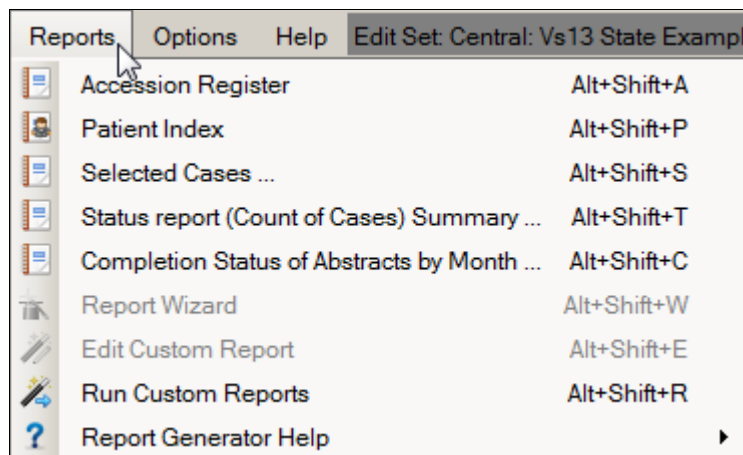 Reports Options Help Edit Set: Central: Vs13 State Exampl
Accession Register Alt+Shift+A
Patient Index Alt+Shift+P
Selected Cases ... Alt+Shift+S
Status report (Count of Cases) Summary ... Alt+Shift+T
Completion Status of Abstracts by Month ... Alt+Shift+C
Report Wizard Alt+Shift+W
Edit Custom Report Alt+Shift+E
Run Custom Reports Alt+Shift+R
Report Generator Help